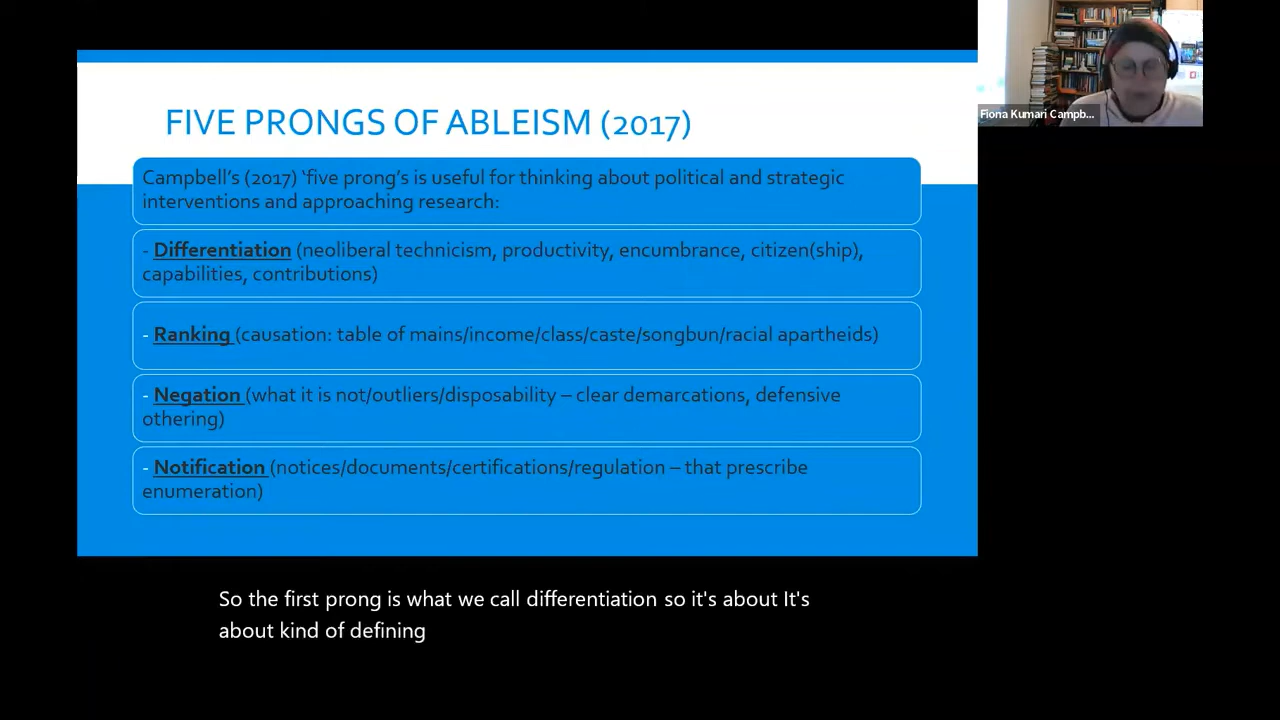 FIVE PRONGS OF ABLEISM (2017)
Campbell's (2017) 'five prong's is useful for thinking about political and strategic
interventions and approaching research:
- Differentiation (neoliberal technicism, productivity, encumbrance, citizen(ship),
capabilities, contributions)
- Ranking (causation: table of mains/income/class/caste/songbun/racial apartheids)
- Negation (what it is not/outliers/disposability – clear demarcations, defensive
othering)
- Notification (notices/documents/certifications/regulation – that prescribe
enumeration)
Fiona Kumari Campb...
So the first prong is what we call differentiation so it's about It's
about kind of defining